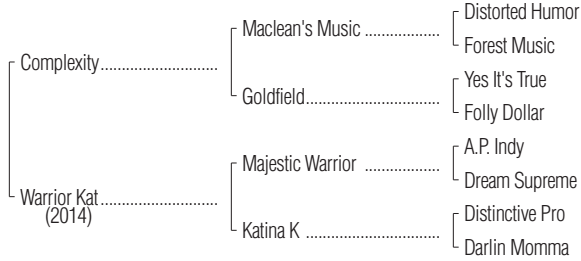 Distorted Humor
Maclean's Music
Forest Music
Complexity
Yes It's True
Goldfield
Folly Dollar
A.P. Indy
Majestic Warrior
Dream Supreme
Warrior Kat
(2014)
Distinctive Pro
Katina K
Darlin Momma